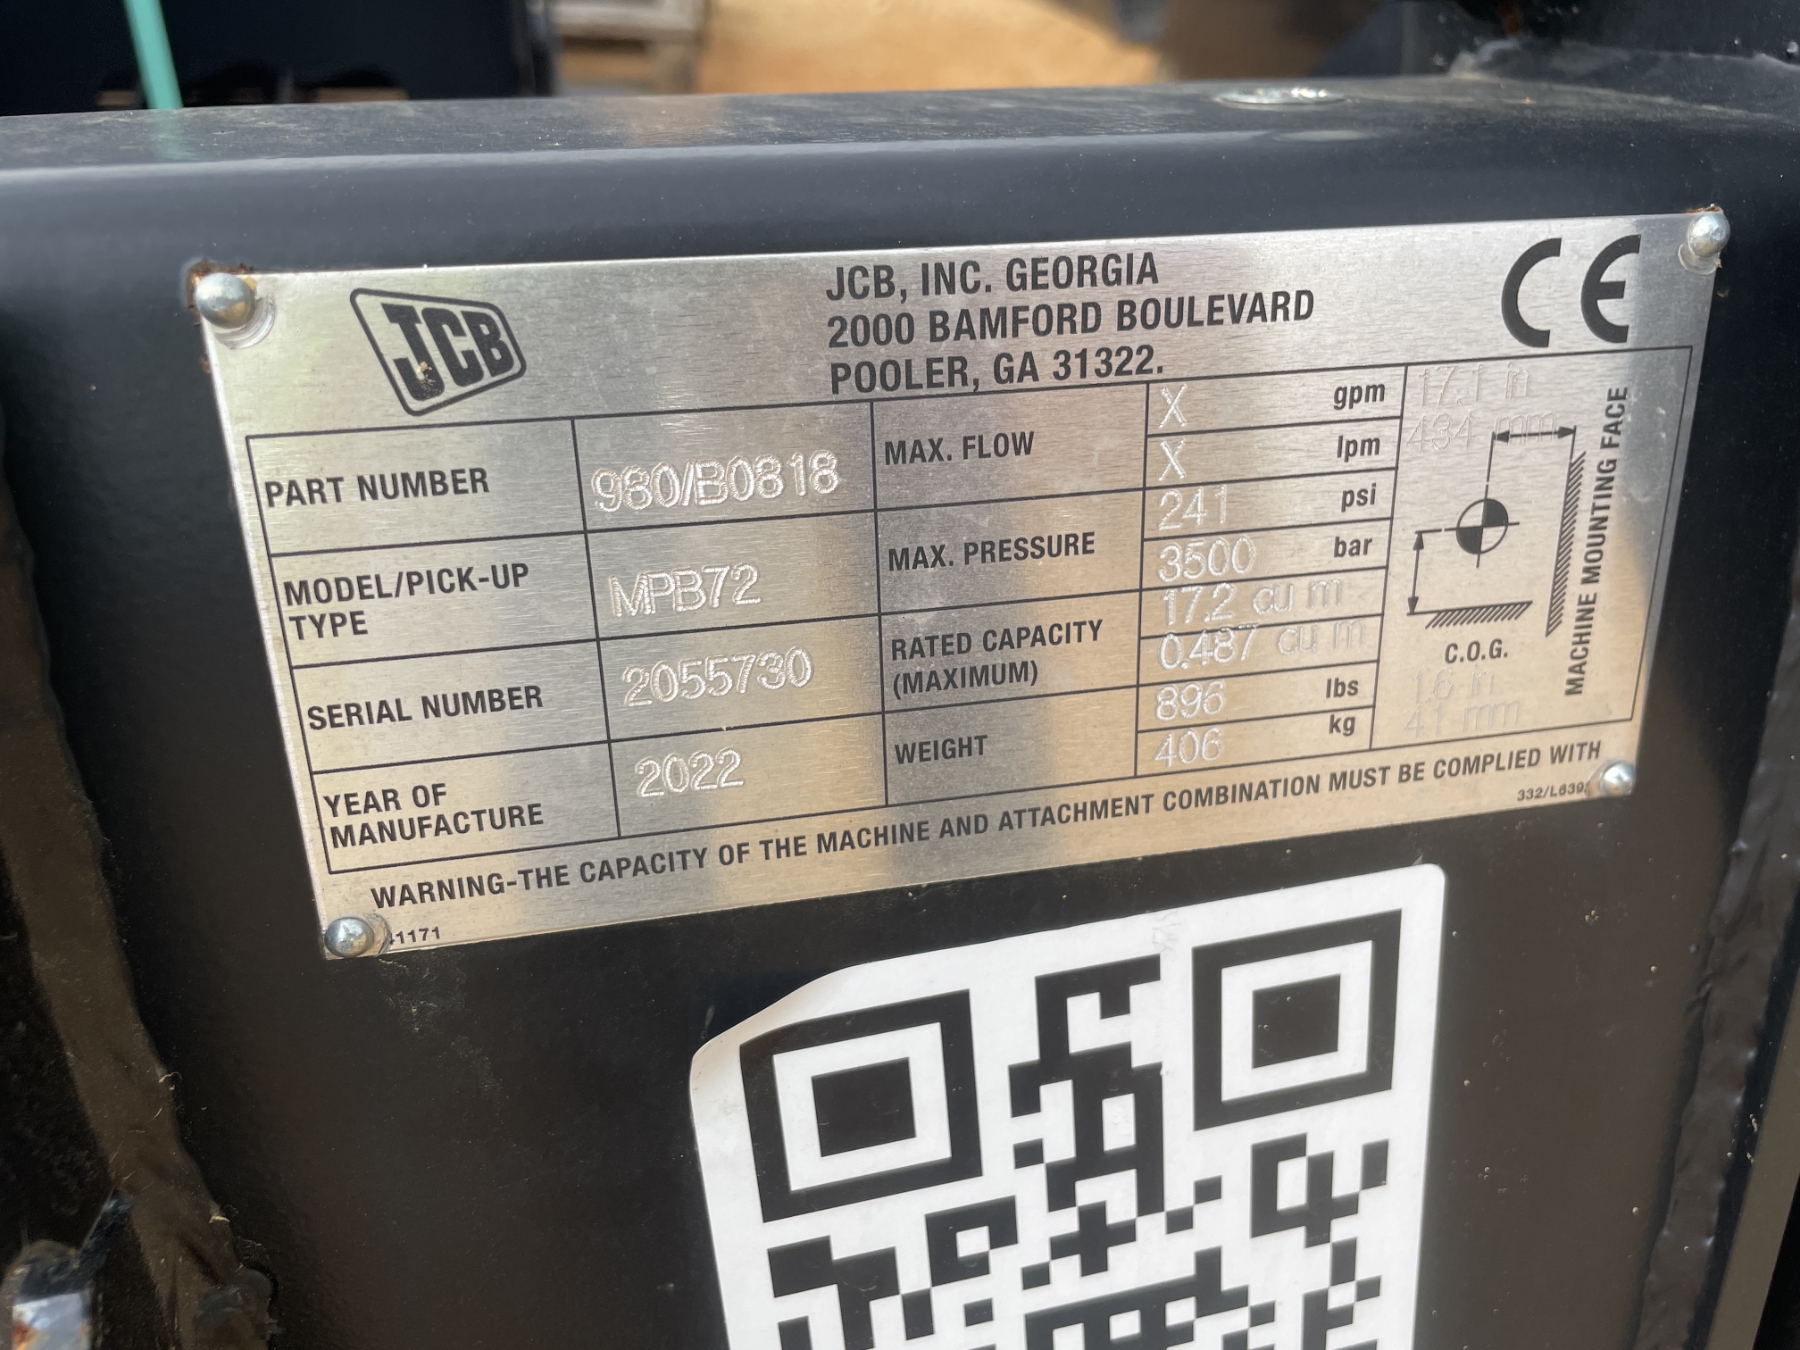 JCB
JCB, INC. GEORGIA
2000 BAMFORD BOULEVARD
POOLER, GA 31322.
CE
PART NUMBER 980/B0818
MODEL/PICK-UP
TYPE
MPB72
SERIAL NUMBER 2055730
YEAR OF
MANUFACTURE
2022
MAX. FLOW
X gpm
X lpm
MAX. PRESSURE
241 psi
3500 bar
RATED CAPACITY
(MAXIMUM)
17.2 cu m
0.487 cu m
WEIGHT
896 lbs
406 kg
17.1 in
434 mm
C.O.G.
16 in
41 mm
MACHINE MOUNTING FACE
WARNING-THE CAPACITY OF THE MACHINE AND ATTACHMENT COMBINATION MUST BE COMPLIED WITH